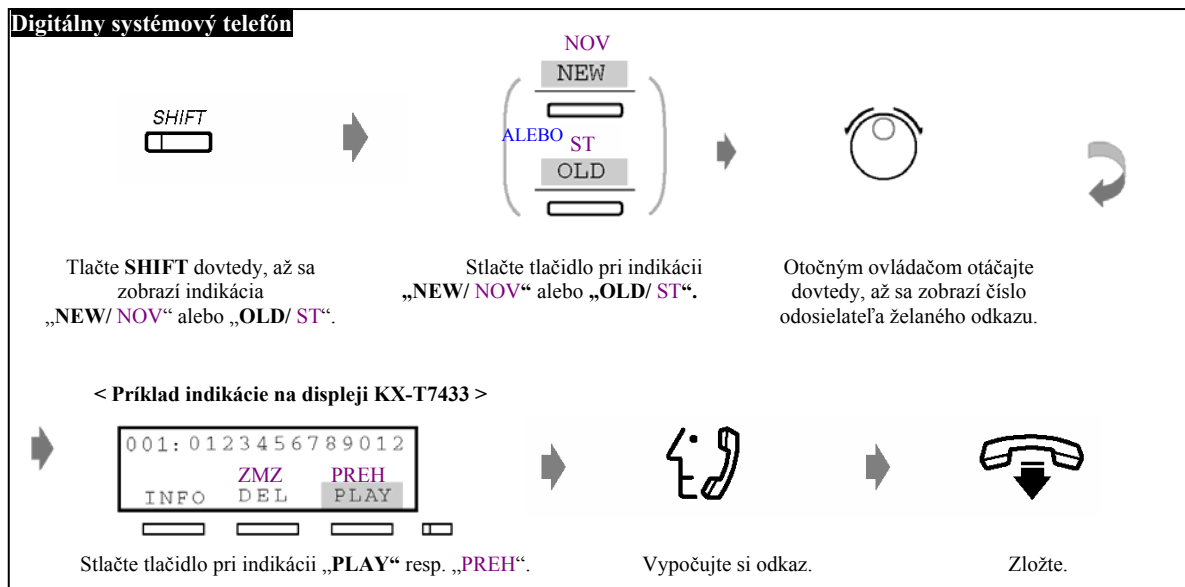 Digitálny systémový telefón
SHIFT
NOV
NEW
ALEBO ST
OLD
Tlačte SHIFT dovtedy, až sa
zobrazí indikácia
„NEW/ NOV“ alebo „OLD/ ST“.
Stlačte tlačidlo pri indikácii
„NEW/ NOV“ alebo „OLD/ ST“.
Otočným ovládačom otáčajte
dovtedy, až sa zobrazí číslo
odosielateľa želaného odkazu.
< Príklad indikácie na displeji KX-T7433 >
001:0123456789012
ZMZ PREH
INFO DEL PLAY
Stlačte tlačidlo pri indikácii „PLAY“ resp. „PREH“.
Vypočujte si odkaz.
Zložte.